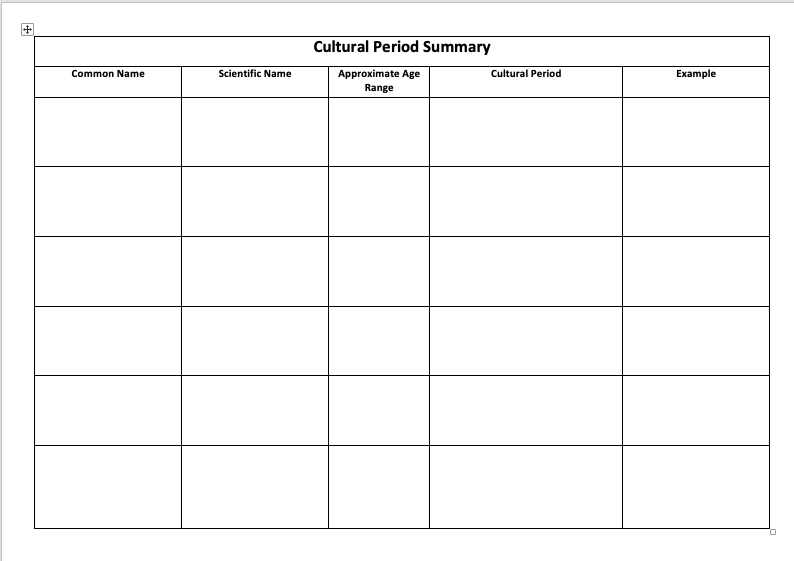 Cultural Period Summary
Common Name
Scientific Name
Approximate Age
Range
Cultural Period
Example